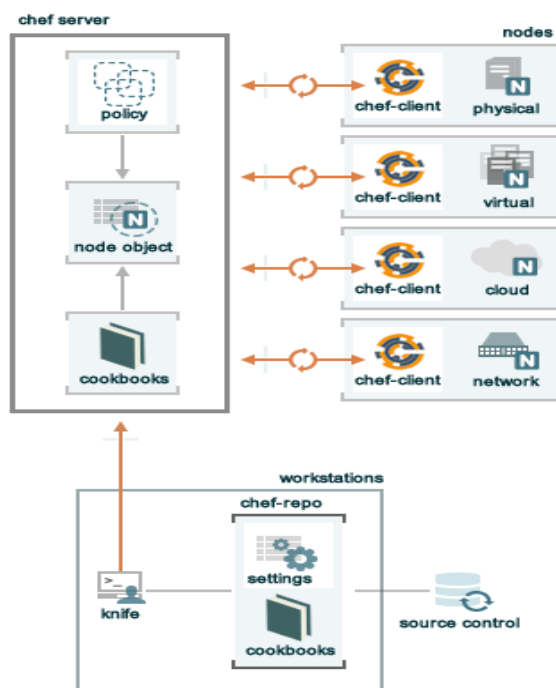 chef server
policy
node object
cookbooks
nodes
chef-client
physical
N
chef-client
virtual
N
chef-client
cloud
N
chef-client
network
N
N
workstations
chef-repo
settings
cookbooks
>_
knife
source control